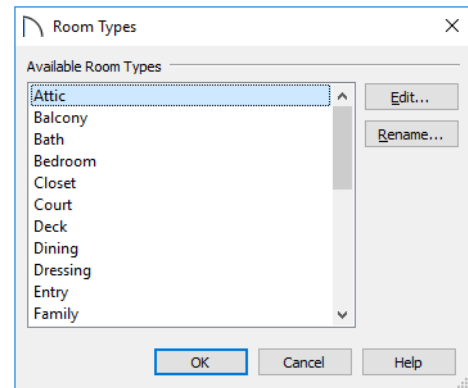 Room Types
Available Room Types
Attic
Balcony
Bath
Bedroom
Closet
Court
Deck
Dining
Dressing
Entry
Family
Edit...
Rename...
OK
Cancel
Help